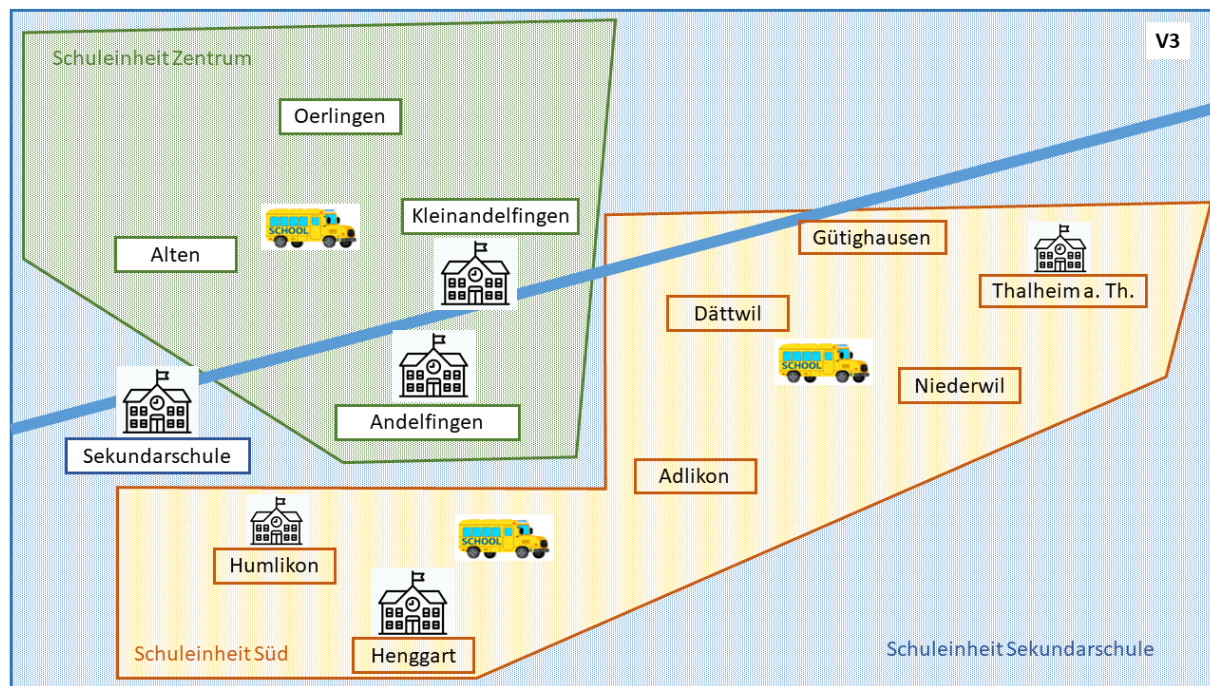 Schuleinheit Zentrum
V3
Oerlingen
Kleinandelfingen
SCHOOL
Alten
Gütighausen
Thalheim a. Th.
Dättwil
SCHOOL
Niederwil
Andelfingen
Sekundarschule
Adlikon
SCHOOL
Humlikon
Henggart
Schuleinheit Süd
Schuleinheit Sekundarschule